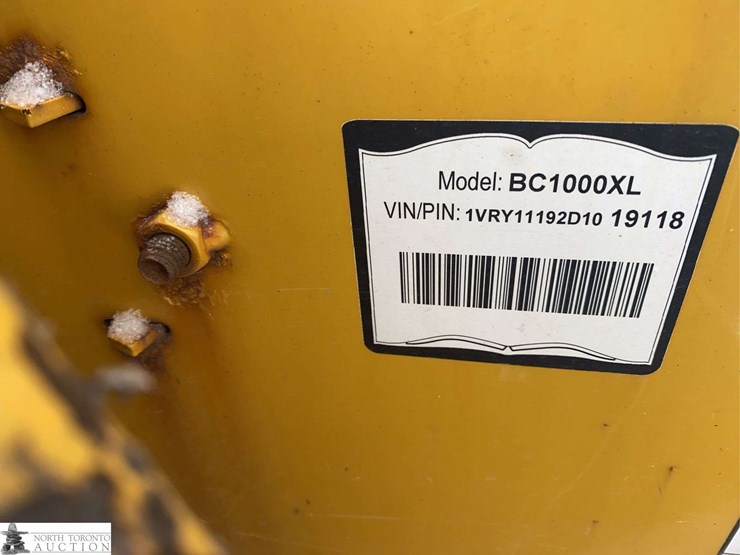 Model: BC1000XL
VIN/PIN: 1VRY11192D10 19118
NORTH TORONTO
AUCTION